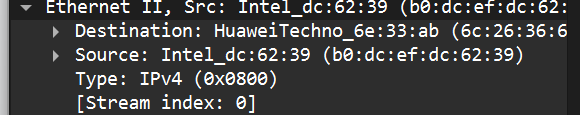 Ethernet II, Src: Intel_dc:62:39 (b0:dc:ef:dc:62:
Destination: HuaweiTechno_6e:33:ab (6c:26:36:6
Source: Intel_dc:62:39 (b0:dc:ef:dc:62:39)
Type: IPv4 (0x0800)
[Stream index: 0]